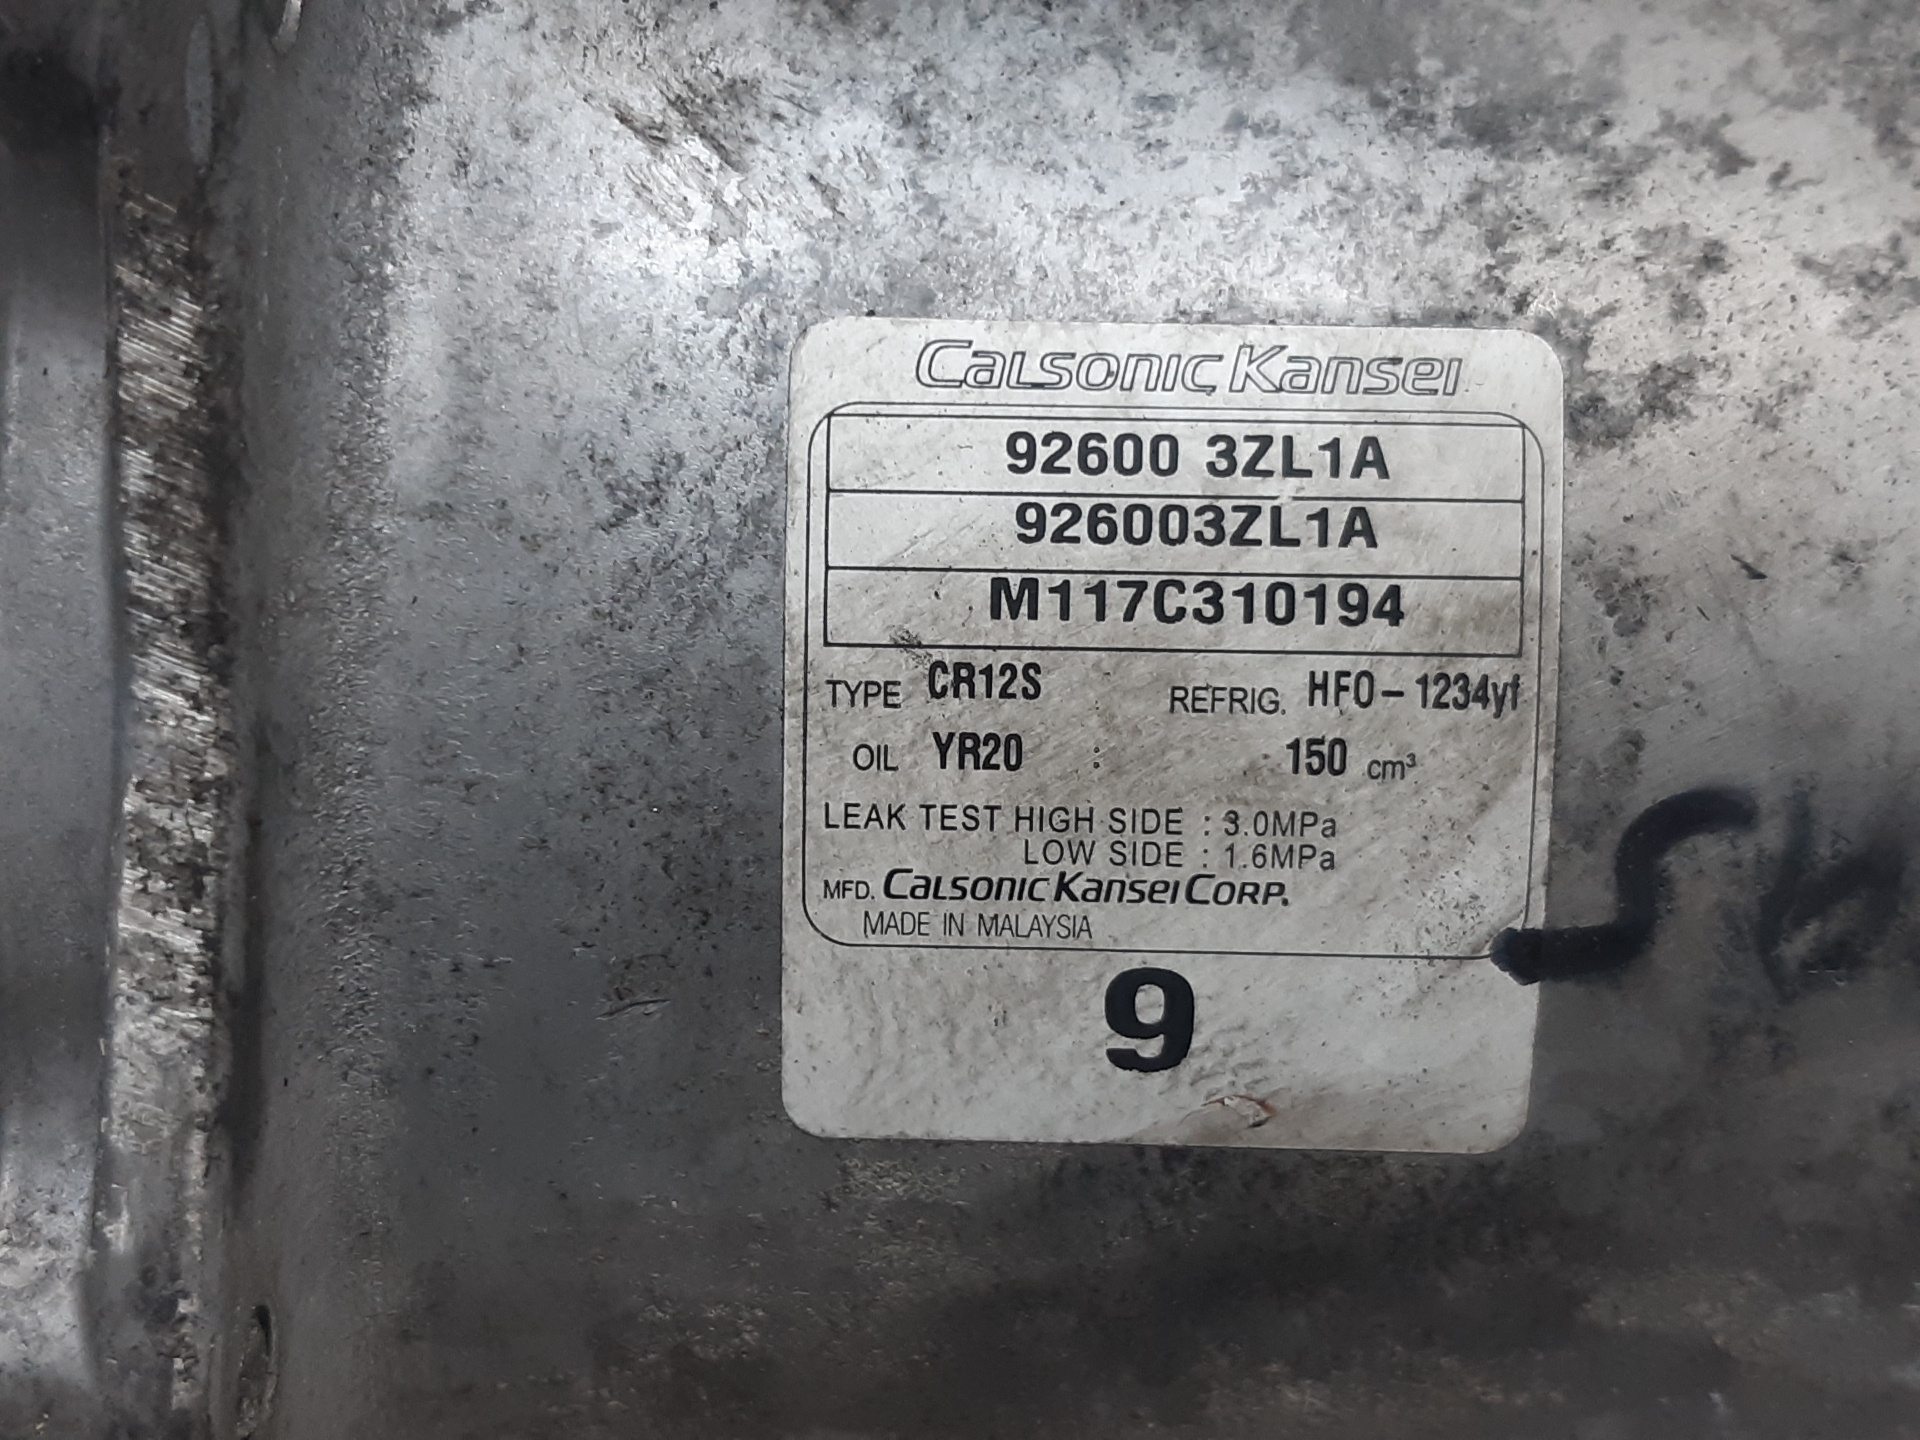 Calsonic Kansei
92600 3ZL1A
926003ZL1A
M117C310194
TYPE CR12S REFRIG. HFO-1234yf
OIL YR20 : 150 cm³
LEAK TEST HIGH SIDE : 3.0MPa
LOW SIDE : 1.6MPa
MFD. Calsonic Kansei Corp.
MADE IN MALAYSIA
9